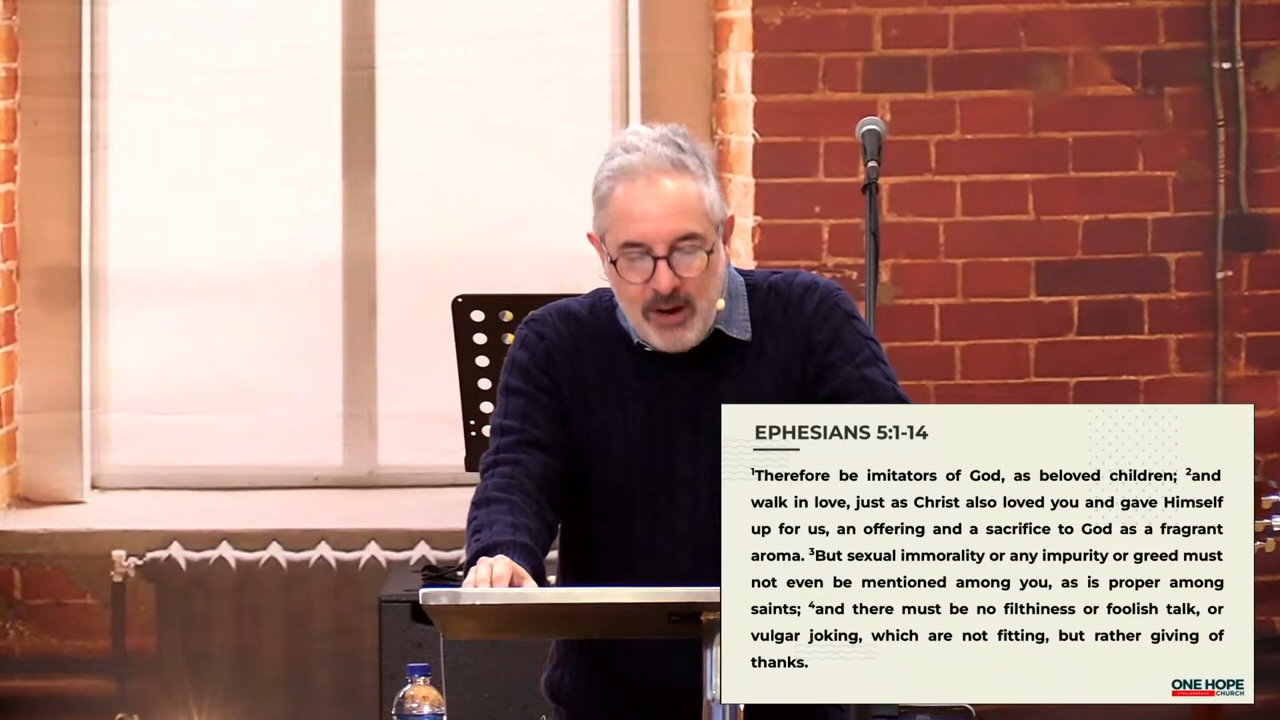 EPHESIANS 5:1-14
¹Therefore be imitators of God, as beloved children; ²and
walk in love, just as Christ also loved you and gave Himself
up for us, an offering and a sacrifice to God as a fragrant
aroma. ³But sexual immorality or any impurity or greed must
not even be mentioned among you, as is proper among
saints; ⁴and there must be no filthiness or foolish talk, or
vulgar joking, which are not fitting, but rather giving of
thanks.
ONE HOPE
CHURCH